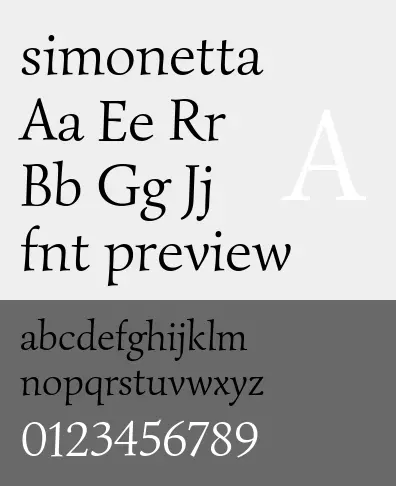 simonetta
Aa Ee Rr
A
Bb Gg Jj
fnt preview
abcdefghijklm
nopqrstuvwxyz
0123456789